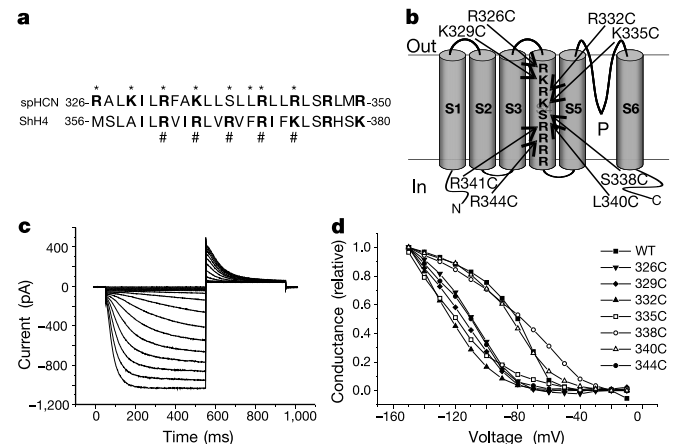 a
* * * * * * * *
spHCN 326-RALKILRFAKLLSLLRLLRLSRLMR-350
ShH4 356-MSLAILRVIRLVRVFRIFKLSRHSK-380
# # # # #
b
R326C
K329C
R332C
K335C
Out
S1 S2 S3 S5 S6
R
K
R
K
S
R
R
R
R
P
In
R341C
R344C
S338C
L340C
N
C
c
Current (pA)
400
0
−400
−800
−1,200
0 200 400 600 800 1,000
Time (ms)
d
Conductance (relative)
1.0
0.8
0.6
0.4
0.2
0.0
−160 −120 −80 −40 0
Voltage (mV)
WT
326C
329C
332C
335C
338C
340C
344C